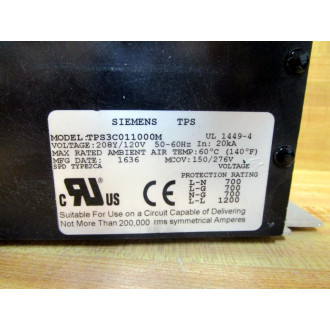 SIEMENS TPS
MODEL:TPS3C011000M UL 1449-4
VOLTAGE:208Y/120V 50-60Hz In: 20kA
MAX RATED AMBIENT AIR TEMP:60°C (140°F)
MFG DATE: 1636 MCOV:150/276V
SPD TYPE2CA
PROTECTION RATING
L-N 700
L-G 700
N-G 700
L-L 1200
C RU US CE
Suitable For Use on a Circuit Capable of Delivering
Not More Than 200,000 rms symmetrical Amperes